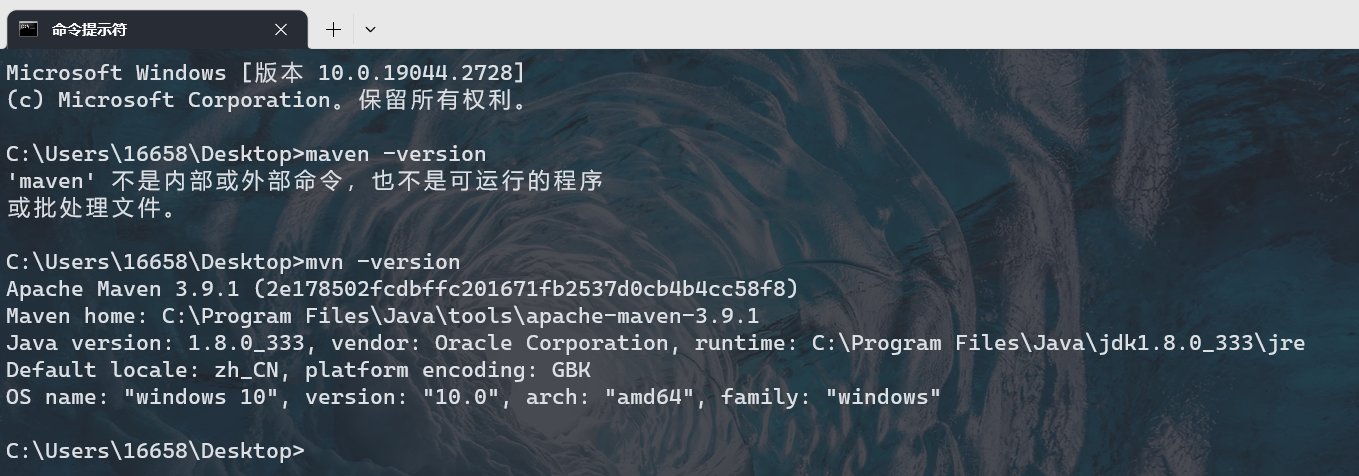 命令提示符
Microsoft Windows [版本 10.0.19044.2728]
(c) Microsoft Corporation。保留所有权利。
C:\Users\16658\Desktop>maven -version
'maven' 不是内部或外部命令，也不是可运行的程序
或批处理文件。
C:\Users\16658\Desktop>mvn -version
Apache Maven 3.9.1 (2e178502fcdbffc201671fb2537d0cb4b4cc58f8)
Maven home: C:\Program Files\Java\tools\apache-maven-3.9.1
Java version: 1.8.0_333, vendor: Oracle Corporation, runtime: C:\Program Files\Java\jdk1.8.0_333\jre
Default locale: zh_CN, platform encoding: GBK
OS name: "windows 10", version: "10.0", arch: "amd64", family: "windows"
C:\Users\16658\Desktop>